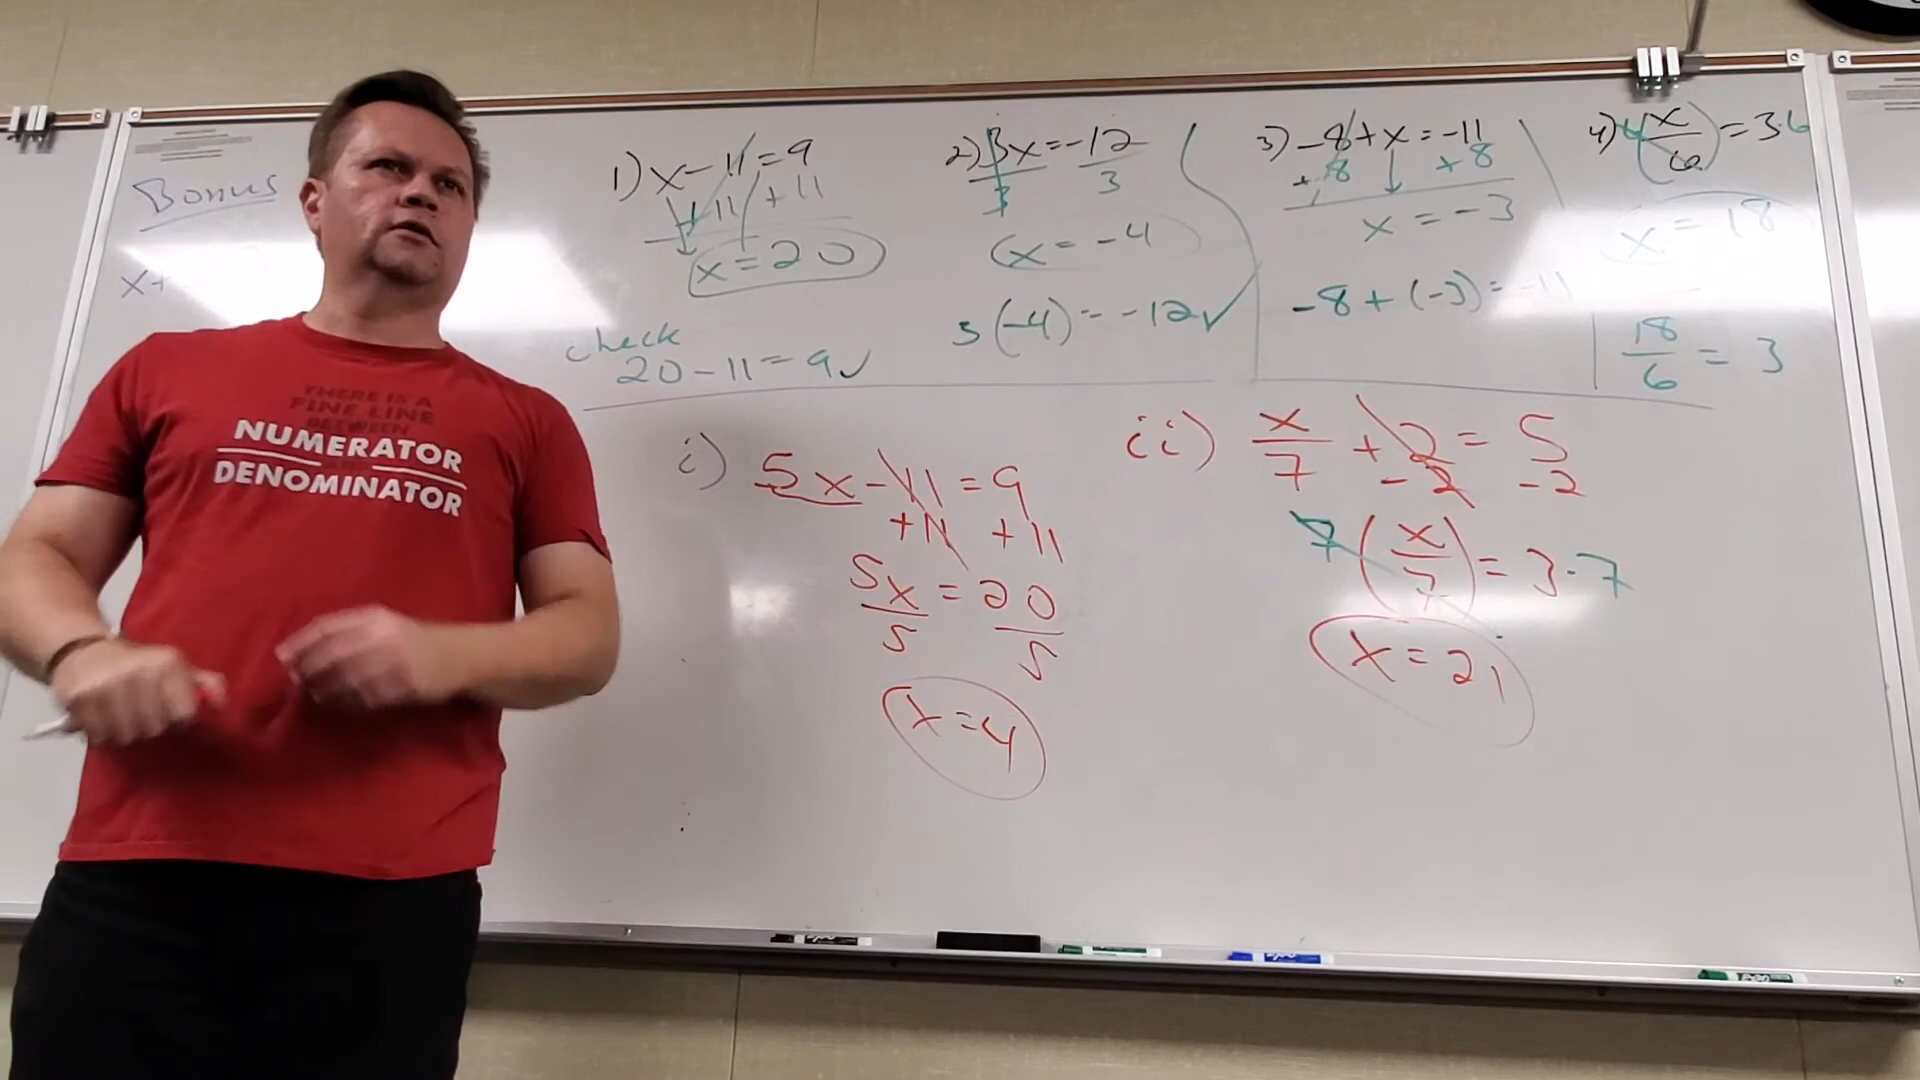 Bonus
x+
1) x - 11 = 9
+ 11 + 11
x = 20
check
20 - 11 = 9 ✓
2) 3x = -12
3 3
x = -4
3(-4) = -12 ✓
3) -8 + x = -11
+8 +8
x = -3
-8 + (-3) = -11
4) 6(x/6) = 3·6
x = 18
18/6 = 3
i) 5x - 11 = 9
+11 +11
5x = 20
5 5
x = 4
ii) x/7 + 2 = 5
-2 -2
7(x/7) = 3·7
x = 21
THERE IS A
FINE LINE
BETWEEN
NUMERATOR
DENOMINATOR
EXPO